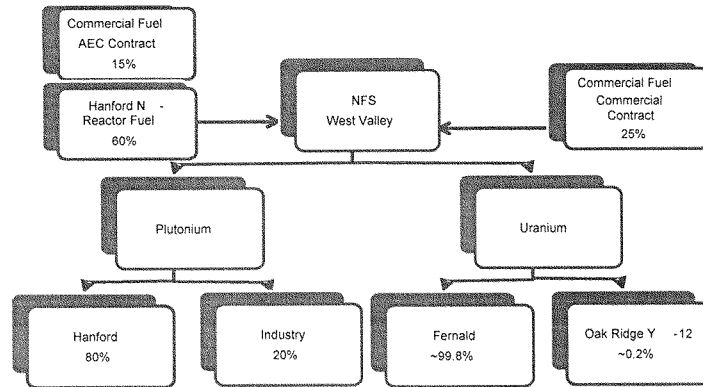 Commercial Fuel
AEC Contract
15%
Hanford N -
Reactor Fuel
60%
NFS
West Valley
Commercial Fuel
Commercial
Contract
25%
Plutonium
Uranium
Hanford
80%
Industry
20%
Fernald
~99.8%
Oak Ridge Y -12
~0.2%